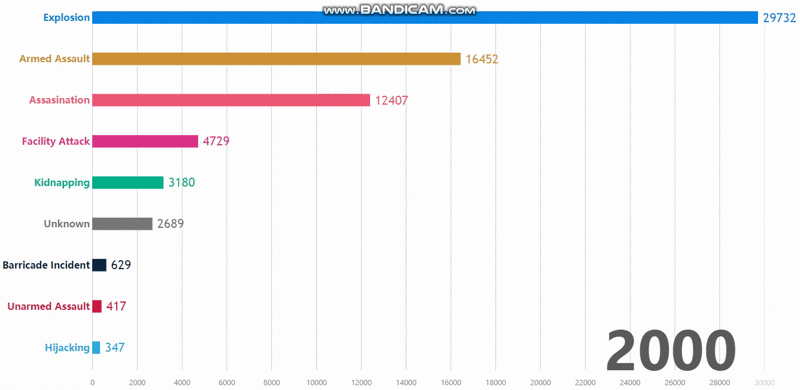 www.BANDICAM.com
Explosion 29732
Armed Assault 16452
Assasination 12407
Facility Attack 4729
Kidnapping 3180
Unknown 2689
Barricade Incident 629
Unarmed Assault 417
Hijacking 347
2000
0 2000 4000 6000 8000 10000 12000 14000 16000 18000 20000 22000 24000 26000 28000 30000